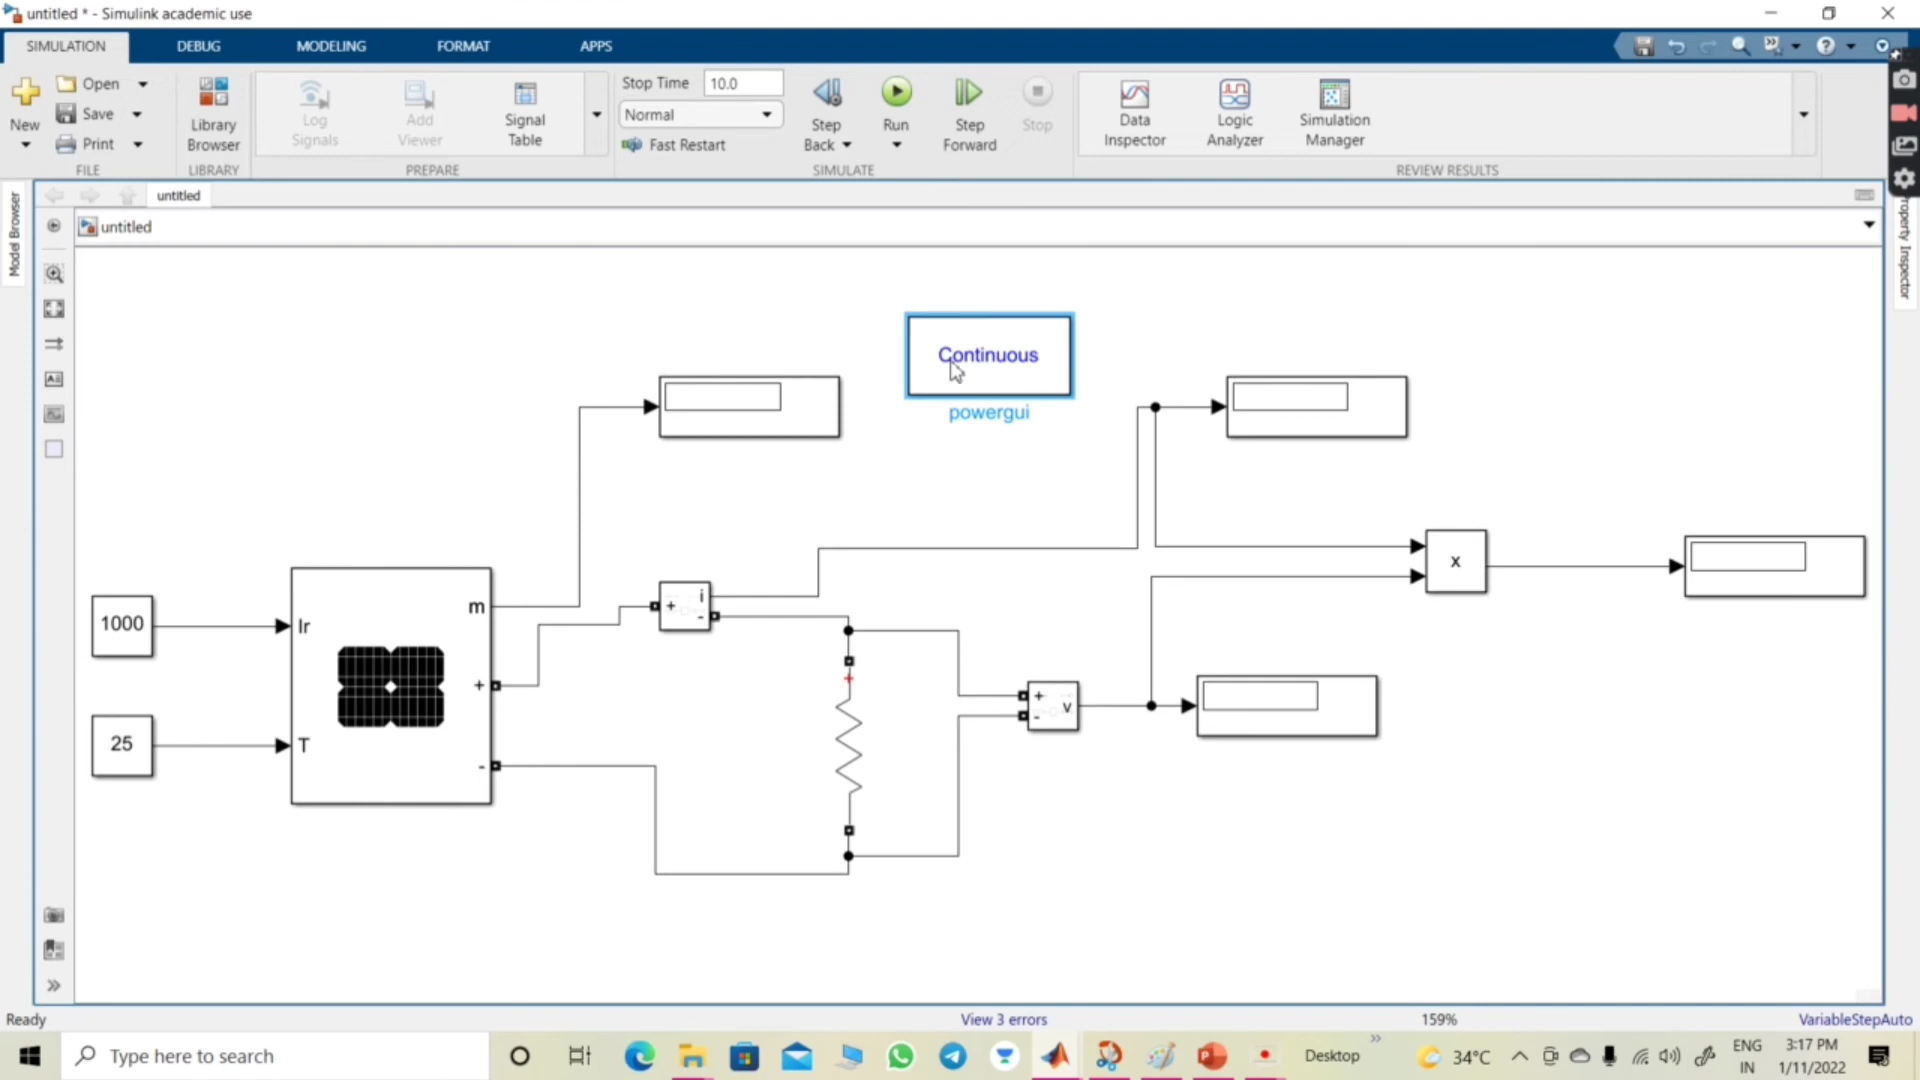 untitled * - Simulink academic use
SIMULATION DEBUG MODELING FORMAT APPS
New
Open
Save
Print
FILE
Library
Browser
LIBRARY
Log
Signals
Add
Viewer
Signal
Table
PREPARE
Stop Time 10.0
Normal
Fast Restart
Step
Back
Run
Step
Forward
Stop
SIMULATE
Data
Inspector
Logic
Analyzer
Simulation
Manager
REVIEW RESULTS
Model Browser
untitled
untitled
Property Inspector
Continuous
powergui
1000
25
Ir
T
m
+
-
+
i
-
+
+
-
v
x
Ready
View 3 errors
159%
VariableStepAuto
Type here to search
Desktop
34°C
ENG
IN
3:17 PM
1/11/2022